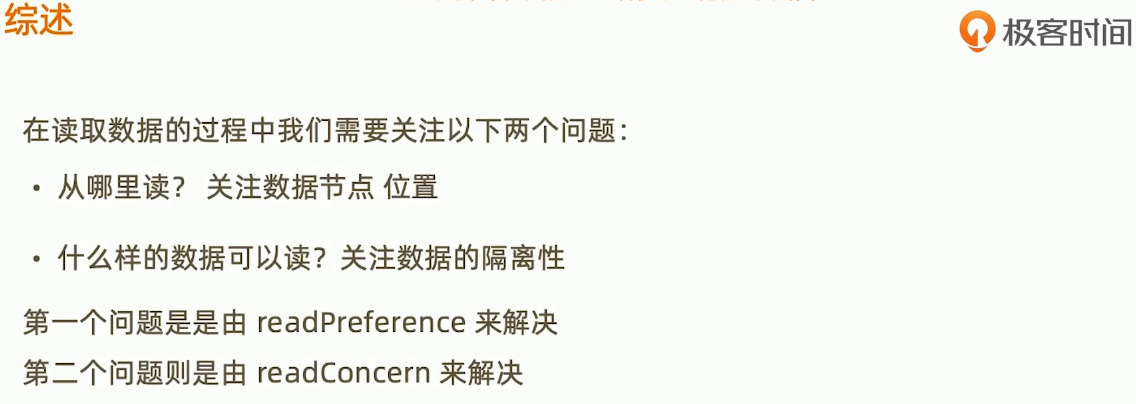 综述
极客时间
在读取数据的过程中我们需要关注以下两个问题：
• 从哪里读？ 关注数据节点 位置
• 什么样的数据可以读？关注数据的隔离性
第一个问题是是由 readPreference 来解决
第二个问题则是由 readConcern 来解决